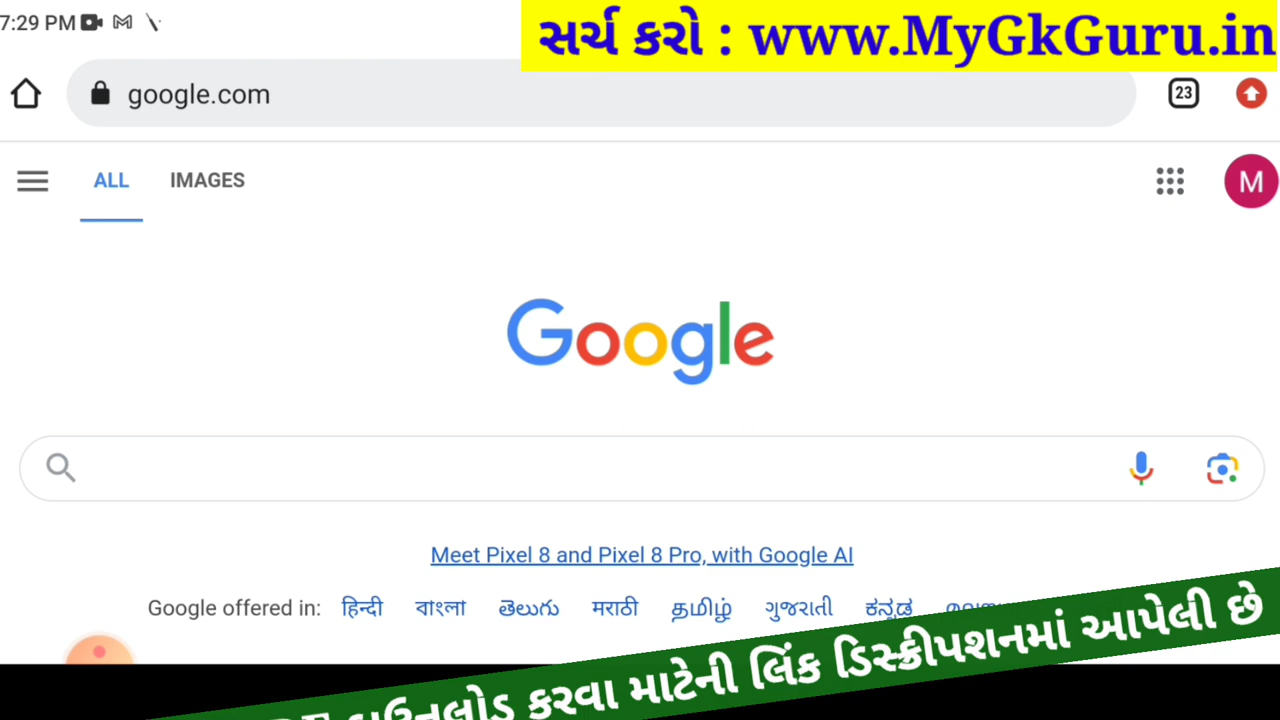 7:29 PM
સર્ચ કરો : www.MyGkGuru.in
google.com
23
ALL IMAGES
M
Google
Meet Pixel 8 and Pixel 8 Pro, with Google AI
Google offered in: हिन्दी বাংলা తెలుగు मराठी தமிழ் ગુજરાતી ಕನ್ನಡ
કરવા માટેની લિંક ડિસ્ક્રીપશનમાં આપેલી છે